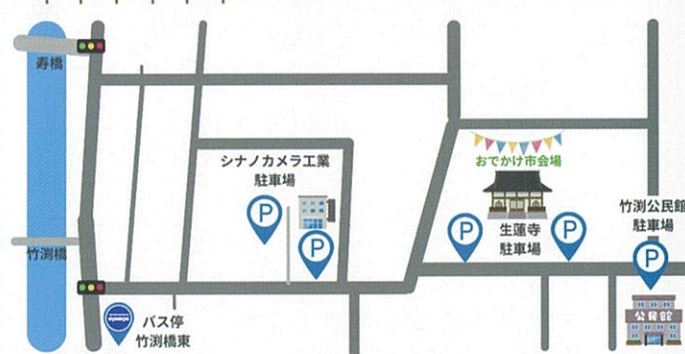 寿橋
シナノカメラ工業
駐車場
P
P
おでかけ市会場
生蓮寺
駐車場
P
P
竹渕公民館
駐車場
P
公民館
竹渕橋
バス停
竹渕橋東